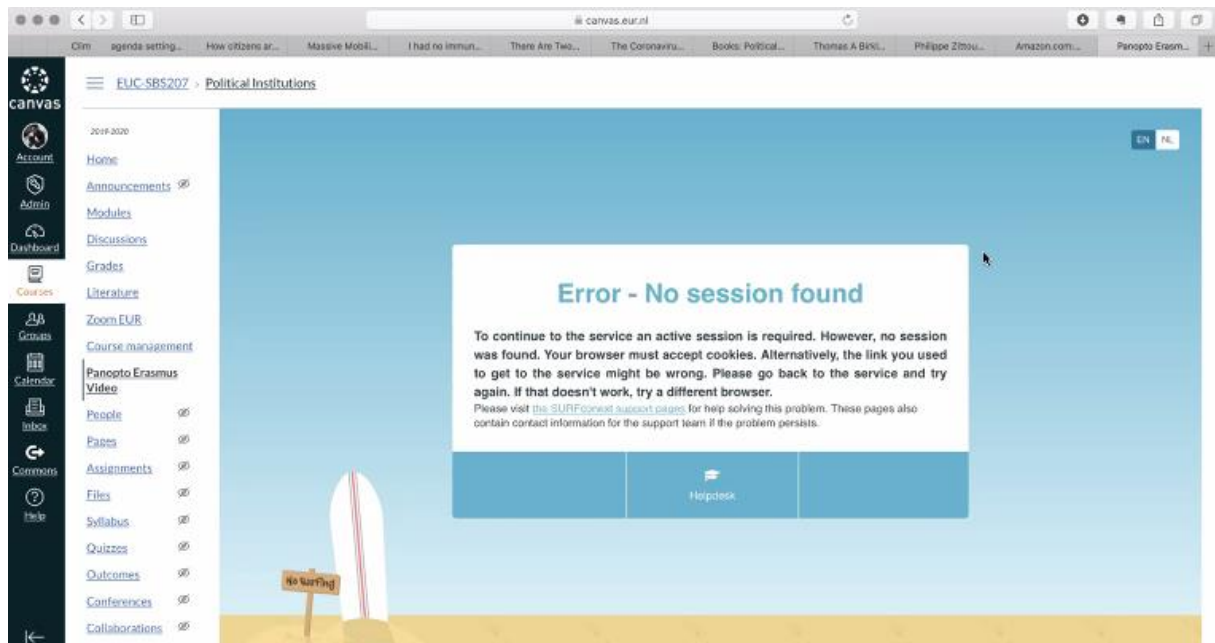 canvas.eur.nl
Clim
agenda setting...
How citizens ar...
Massive Mobili...
I had no immun...
There Are Two...
The Coronaviru...
Books: Political...
Thomas A Birkl...
Philippe Zittou...
Amazon.com:...
Panopto Erasm...
canvas
Account
Admin
Dashboard
Courses
Groups
Calendar
Inbox
Commons
Help
EUC-SBS207 > Political Institutions
2019-2020
Home
Announcements
Modules
Discussions
Grades
Literature
Zoom EUR
Course management
Panopto Erasmus
Video
People
Pages
Assignments
Files
Syllabus
Quizzes
Outcomes
Conferences
Collaborations
EN NL
Error - No session found
To continue to the service an active session is required. However, no session
was found. Your browser must accept cookies. Alternatively, the link you used
to get to the service might be wrong. Please go back to the service and try
again. If that doesn't work, try a different browser.
Please visit the SURFconext support pages for help solving this problem. These pages also
contain contact information for the support team if the problem persists.
Helpdesk
No Surfing